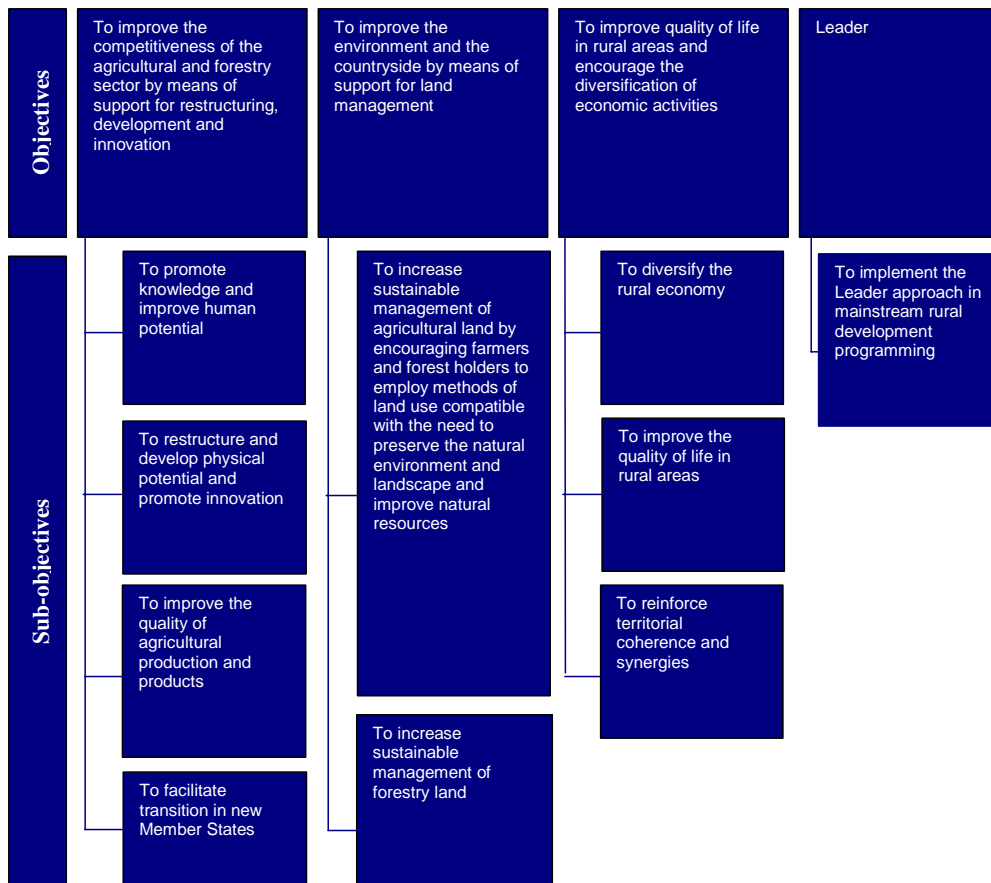 Objectives
To improve the
competitiveness of the
agricultural and forestry
sector by means of
support for restructuring,
development and
innovation
To improve the
environment and the
countryside by means of
support for land
management
To improve quality of life
in rural areas and
encourage the
diversification of
economic activities
Leader
Sub-objectives
To promote
knowledge and
improve human
potential
To restructure and
develop physical
potential and
promote innovation
To improve the
quality of
agricultural
production and
products
To facilitate
transition in new
Member States
To increase
sustainable
management of
agricultural land by
encouraging farmers
and forest holders to
employ methods of
land use compatible
with the need to
preserve the natural
environment and
landscape and
improve natural
resources
To increase
sustainable
management of
forestry land
To diversify the
rural economy
To improve the
quality of life in
rural areas
To reinforce
territorial
coherence and
synergies
To implement the
Leader approach in
mainstream rural
development
programming